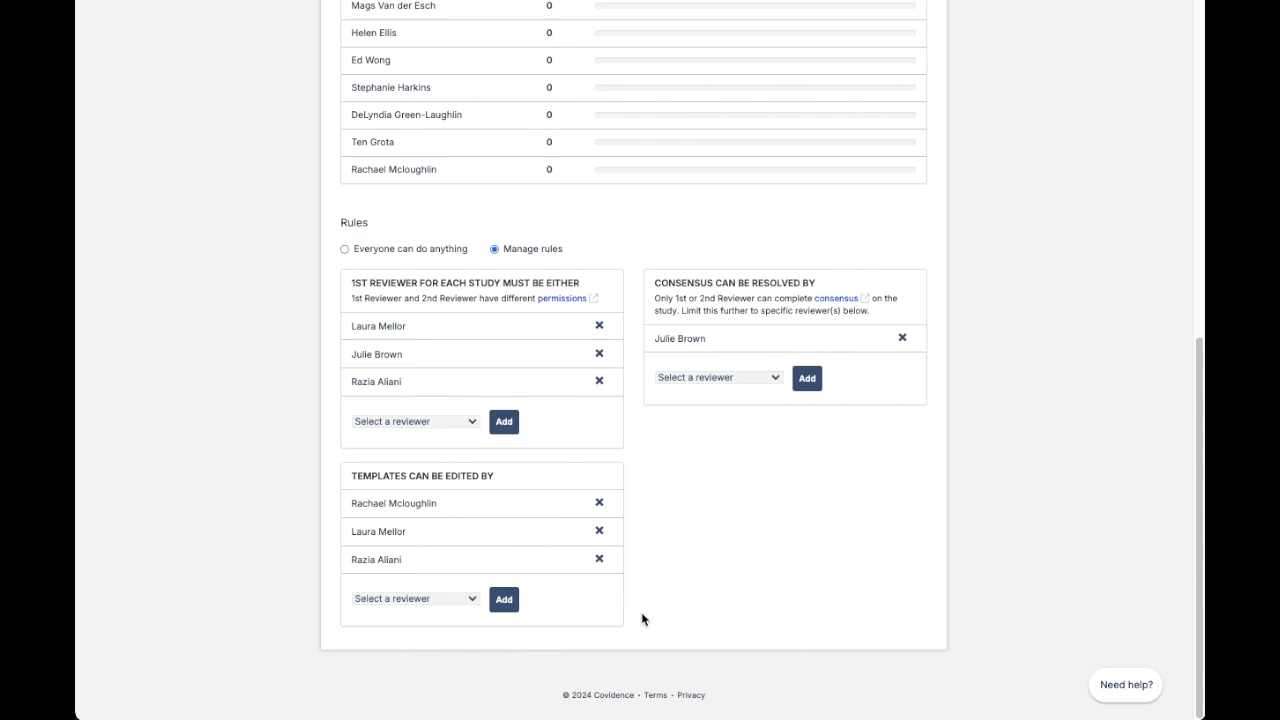 Mags Van der Esch 0
Helen Ellis 0
Ed Wong 0
Stephanie Harkins 0
DeLyndia Green-Laughlin 0
Ten Grota 0
Rachael Mcloughlin 0
Rules
Everyone can do anything Manage rules
1ST REVIEWER FOR EACH STUDY MUST BE EITHER
1st Reviewer and 2nd Reviewer have different permissions
Laura Mellor
Julie Brown
Razia Aliani
Select a reviewer Add
CONSENSUS CAN BE RESOLVED BY
Only 1st or 2nd Reviewer can complete consensus on the
study. Limit this further to specific reviewer(s) below.
Julie Brown
Select a reviewer Add
TEMPLATES CAN BE EDITED BY
Rachael Mcloughlin
Laura Mellor
Razia Aliani
Select a reviewer Add
© 2024 Covidence · Terms · Privacy
Need help?